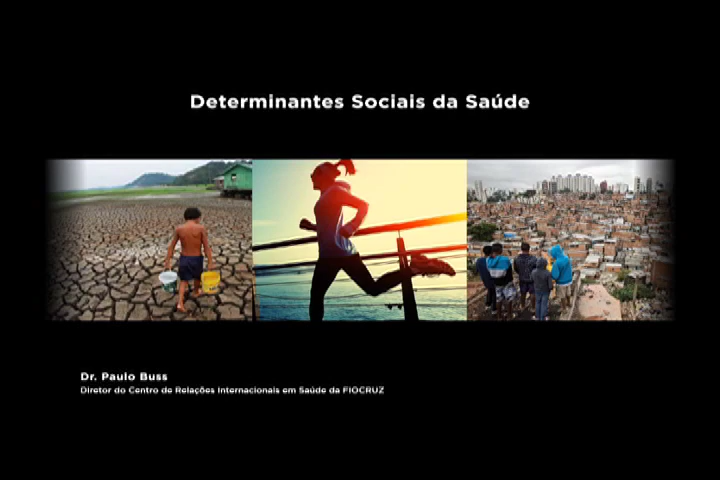 Determinantes Sociais da Saúde
Dr. Paulo Buss
Diretor do Centro de Relações Internacionais em Saúde da FIOCRUZ